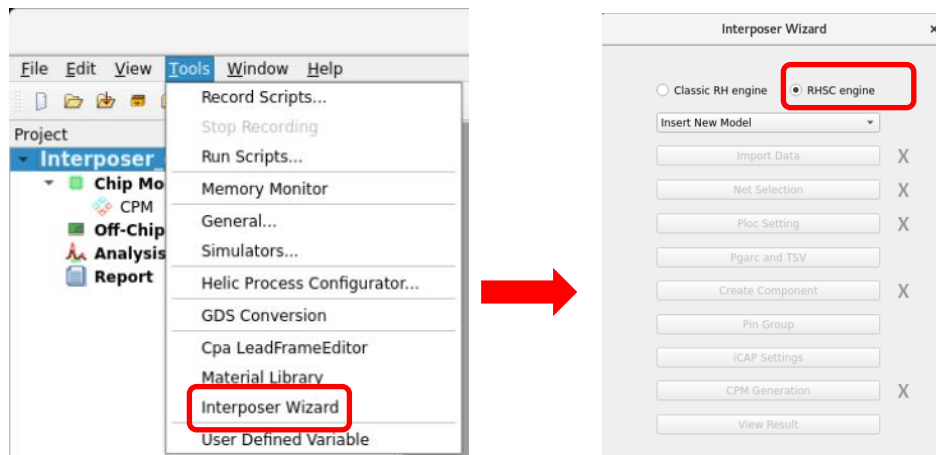 File Edit View Tools Window Help
Project
Interposer_
Chip Mo
CPM
Off-Chip
Analysis
Report
Record Scripts...
Stop Recording
Run Scripts...
Memory Monitor
General...
Simulators...
Helic Process Configurator...
GDS Conversion
Cpa LeadFrameEditor
Material Library
Interposer Wizard
User Defined Variable
Interposer Wizard x
Classic RH engine RHSC engine
Insert New Model
Import Data X
Net Selection X
Ploc Setting X
Pgarc and TSV
Create Component X
Pin Group
iCAP Settings
CPM Generation X
View Result